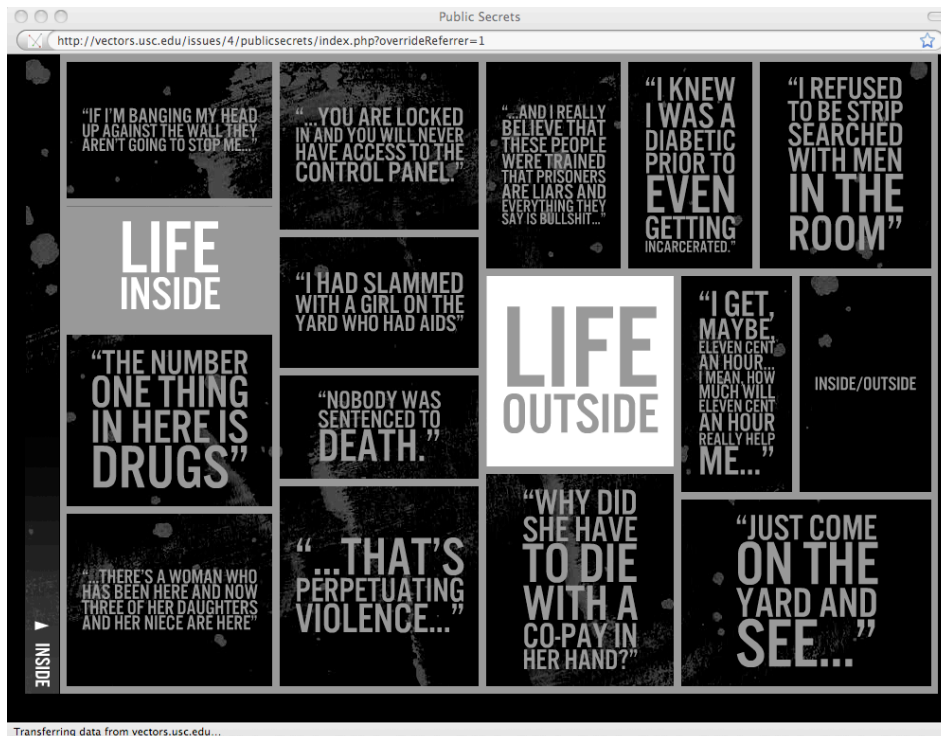 Public Secrets
http://vectors.usc.edu/issues/4/publicsecrets/index.php?overrideReferrer=1
“IF I’M BANGING MY HEAD
UP AGAINST THE WALL THEY
AREN’T GOING TO STOP ME...”
“...YOU ARE LOCKED
IN AND YOU WILL NEVER
HAVE ACCESS TO THE
CONTROL PANEL.”
“...AND I REALLY
BELIEVE THAT
THESE PEOPLE
WERE TRAINED
THAT PRISONERS
ARE LIARS AND
EVERYTHING THEY
SAY IS BULLSHIT...”
“I KNEW
I WAS A
DIABETIC
PRIOR TO
EVEN
GETTING
INCARCERATED.”
“I REFUSED
TO BE STRIP
SEARCHED
WITH MEN
IN THE
ROOM”
LIFE
INSIDE
“I HAD SLAMMED
WITH A GIRL ON THE
YARD WHO HAD AIDS”
LIFE
OUTSIDE
“I GET,
MAYBE,
ELEVEN CENT
AN HOUR...
I MEAN, HOW
MUCH WILL
ELEVEN CENT
AN HOUR
REALLY HELP
ME...”
INSIDE/OUTSIDE
“THE NUMBER
ONE THING
IN HERE IS
DRUGS”
“NOBODY WAS
SENTENCED TO
DEATH.”
“...THERE’S A WOMAN WHO
HAS BEEN HERE AND NOW
THREE OF HER DAUGHTERS
AND HER NIECE ARE HERE”
“...THAT’S
PERPETUATING
VIOLENCE...”
“WHY DID
SHE HAVE
TO DIE
WITH A
CO-PAY IN
HER HAND?”
“JUST COME
ON THE
YARD AND
SEE...”
INSIDE
Transferring data from vectors.usc.edu...